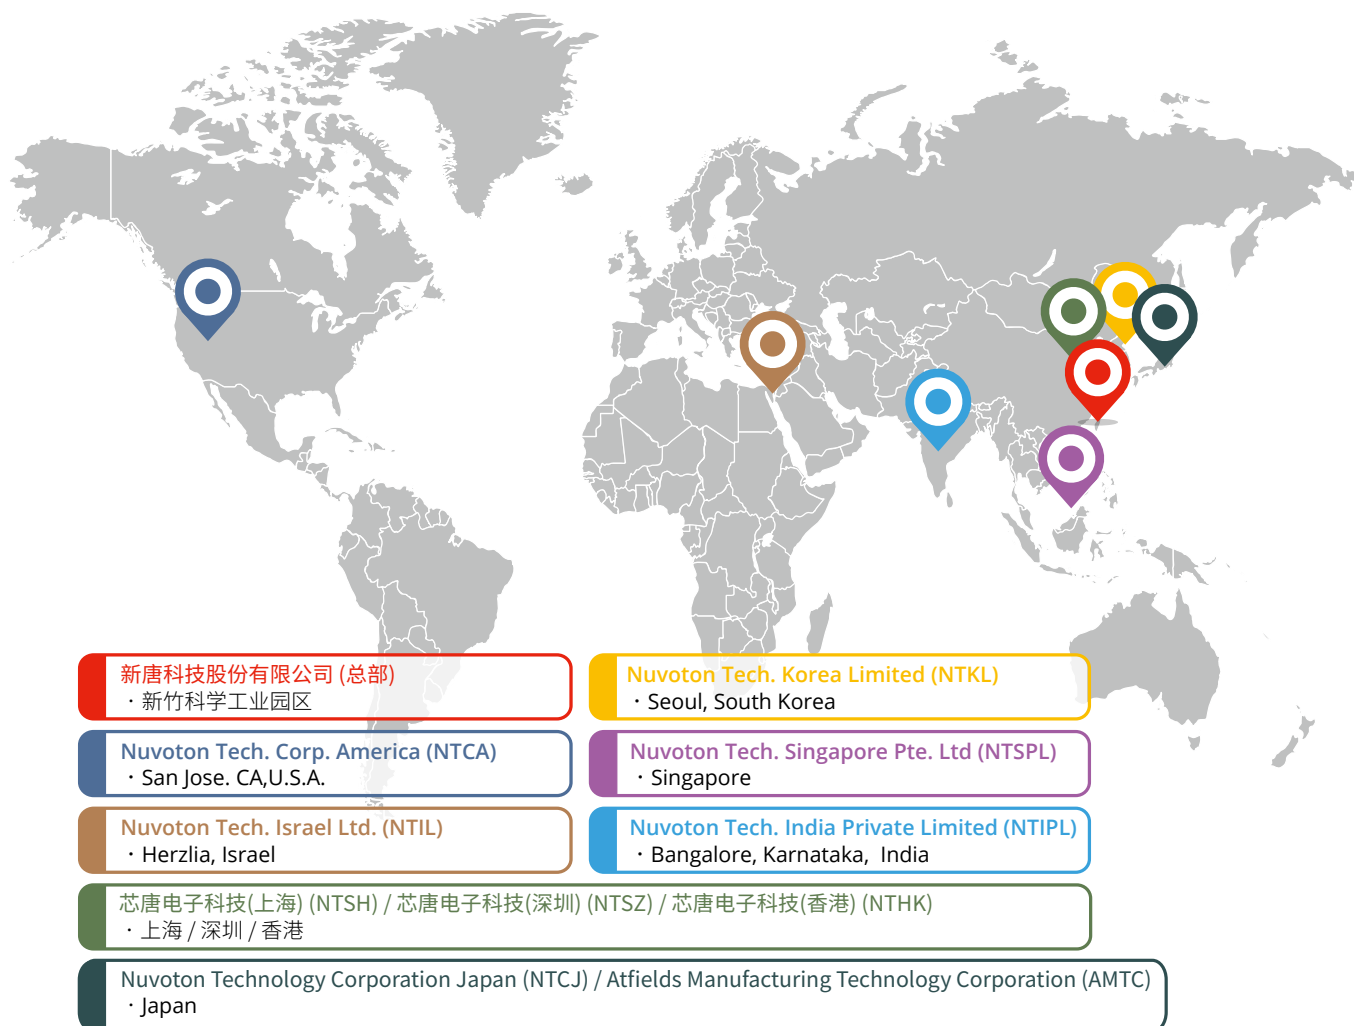 新唐科技股份有限公司 (总部)
· 新竹科学工业园区
Nuvoton Tech. Korea Limited (NTKL)
· Seoul, South Korea
Nuvoton Tech. Corp. America (NTCA)
· San Jose. CA,U.S.A.
Nuvoton Tech. Singapore Pte. Ltd (NTSPL)
· Singapore
Nuvoton Tech. Israel Ltd. (NTIL)
· Herzlia, Israel
Nuvoton Tech. India Private Limited (NTIPL)
· Bangalore, Karnataka, India
芯唐电子科技(上海) (NTSH) / 芯唐电子科技(深圳) (NTSZ) / 芯唐电子科技(香港) (NTHK)
· 上海 / 深圳 / 香港
Nuvoton Technology Corporation Japan (NTCJ) / Atfields Manufacturing Technology Corporation (AMTC)
· Japan